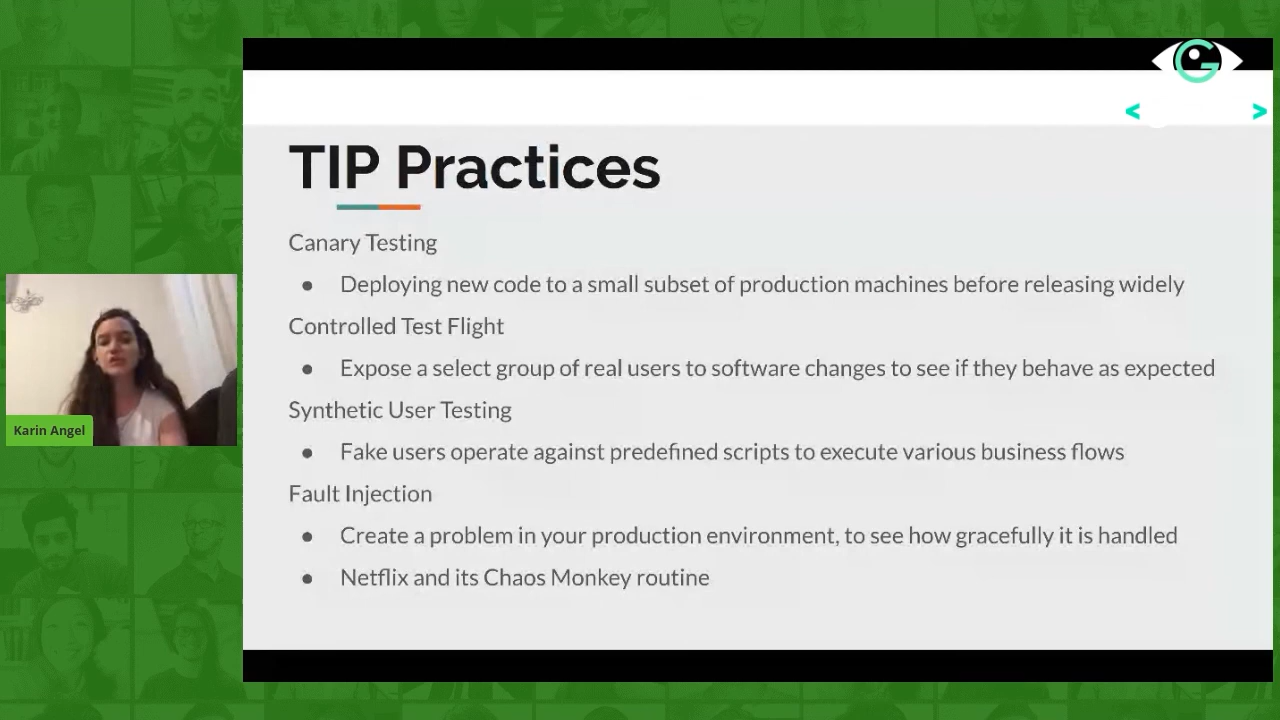 TIP Practices
Canary Testing
● Deploying new code to a small subset of production machines before releasing widely
Controlled Test Flight
● Expose a select group of real users to software changes to see if they behave as expected
Synthetic User Testing
● Fake users operate against predefined scripts to execute various business flows
Fault Injection
● Create a problem in your production environment, to see how gracefully it is handled
● Netflix and its Chaos Monkey routine
Karin Angel
G
< >